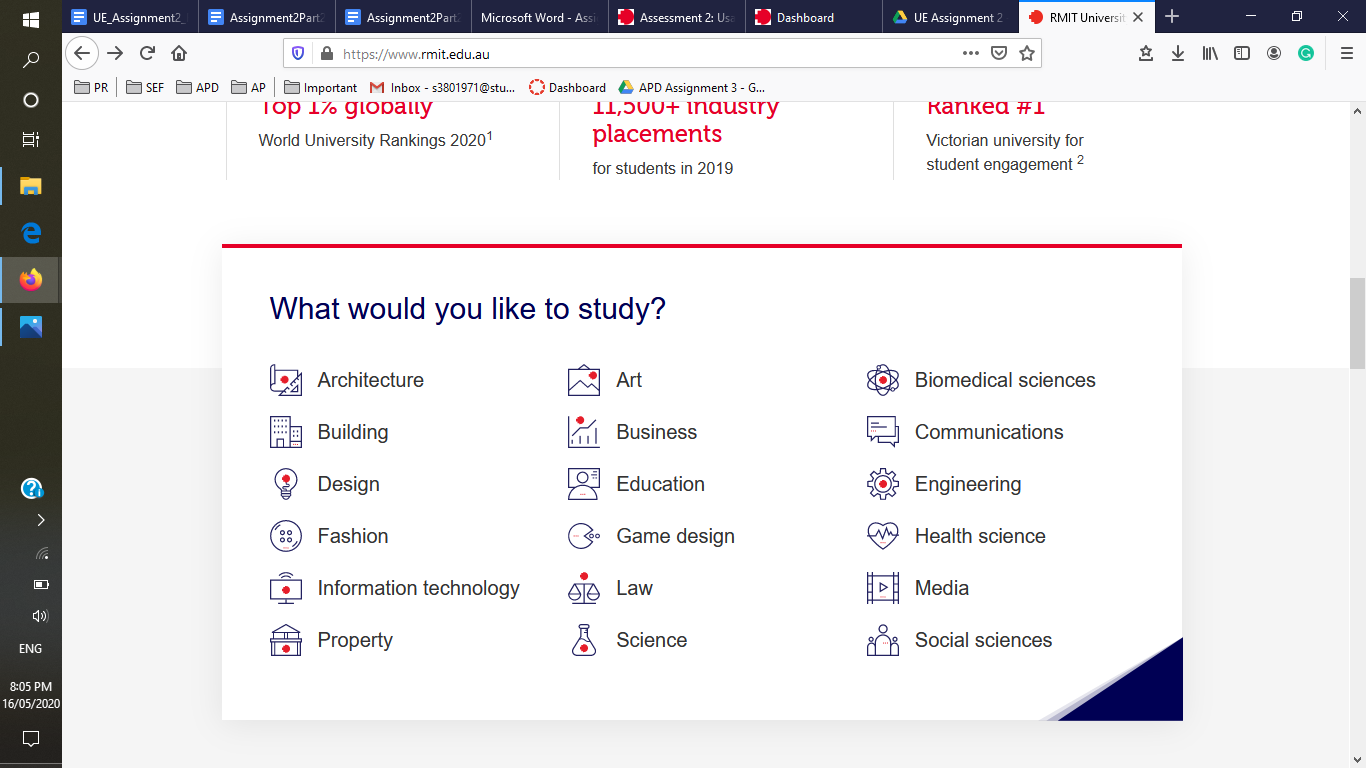 UE_Assignment2_
Assignment2Part
Assignment2Part2
Microsoft Word - Assi
Assessment 2: Usa
Dashboard
UE Assignment 2
RMIT Universit
https://www.rmit.edu.au
PR
SEF
APD
AP
Important
Inbox - s3801971@stu...
Dashboard
APD Assignment 3 - G...
Top 1% globally
World University Rankings 2020¹
11,500+ industry
placements
for students in 2019
Ranked #1
Victorian university for
student engagement ²
What would you like to study?
Architecture
Art
Biomedical sciences
Building
Business
Communications
Design
Education
Engineering
Fashion
Game design
Health science
Information technology
Law
Media
Property
Science
Social sciences
ENG
8:05 PM
16/05/2020